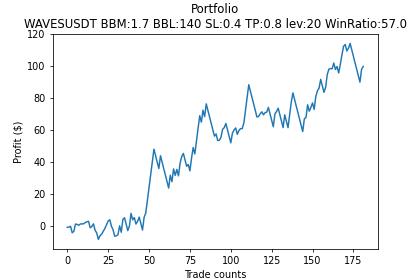 Portfolio
WAVESUSDT BBM:1.7 BBL:140 SL:0.4 TP:0.8 lev:20 WinRatio:57.0
120
100
80
60
40
20
0
Profit ($)
0 25 50 75 100 125 150 175
Trade counts